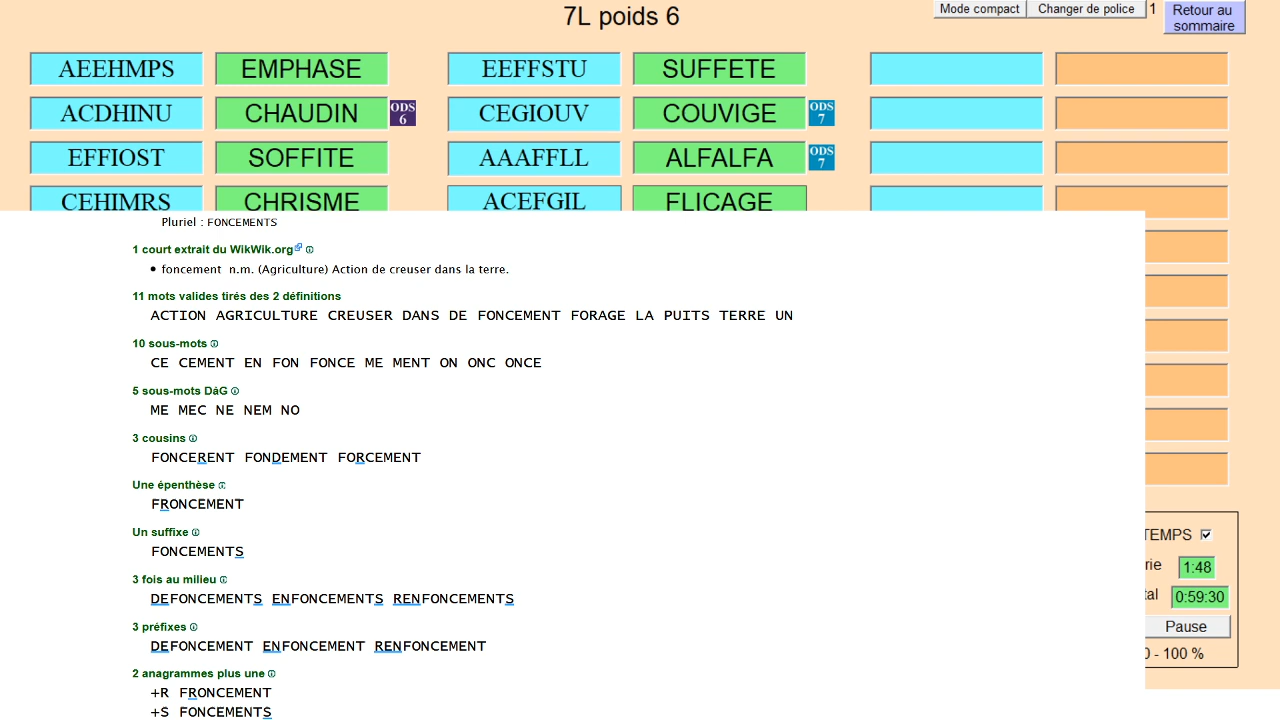 7L poids 6
Mode compact Changer de police 1 Retour au
sommaire
AEEHMPS EMPHASE EEFFSTU SUFFETE
ACDHINU CHAUDIN ODS 6 CEGIOUV COUVIGE ODS 7
EFFIOST SOFFITE AAAFFLL ALFALFA ODS 7
CEHIMRS CHRISME ACEFGIL FLICAGE
Pluriel : FONCEMENTS
1 court extrait du WikWik.org
• foncement n.m. (Agriculture) Action de creuser dans la terre.
11 mots valides tirés des 2 définitions
ACTION AGRICULTURE CREUSER DANS DE FONCEMENT FORAGE LA PUITS TERRE UN
10 sous-mots
CE CEMENT EN FON FONCE ME MENT ON ONC ONCE
5 sous-mots DàG
ME MEC NE NEM NO
3 cousins
FONCERENT FONDEMENT FORCEMENT
Une épenthèse
FRONCEMENT
Un suffixe
FONCEMENTS
3 fois au milieu
DEFONCEMENTS ENFONCEMENTS RENFONCEMENTS
3 préfixes
DEFONCEMENT ENFONCEMENT RENFONCEMENT
2 anagrammes plus une
+R FRONCEMENT
+S FONCEMENTS
TEMPS
rie 1:48
al 0:59:30
Pause
0 - 100 %